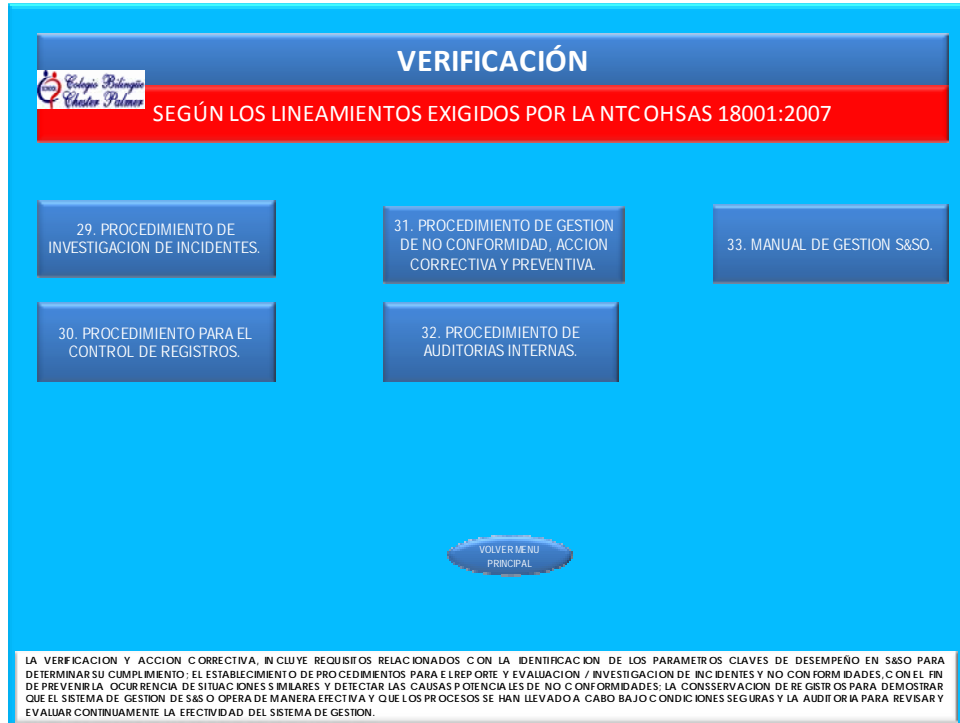 VERIFICACIÓN
Colegio Bilingüe
Chester Palmer
SEGÚN LOS LINEAMIENTOS EXIGIDOS POR LA NTC OHSAS 18001:2007
29. PROCEDIMIENTO DE
INVESTIGACION DE INCIDENTES.
31. PROCEDIMIENTO DE GESTION
DE NO CONFORMIDAD, ACCION
CORRECTIVA Y PREVENTIVA.
33. MANUAL DE GESTION S&SO.
30. PROCEDIMIENTO PARA EL
CONTROL DE REGISTROS.
32. PROCEDIMIENTO DE
AUDITORIAS INTERNAS.
VOLVER MENU
PRINCIPAL
LA VERIFICACION Y ACCION CORRECTIVA, INCLUYE REQUISITOS RELACIONADOS CON LA IDENTIFICACION DE LOS PARAMETROS CLAVES DE DESEMPEÑO EN S&SO PARA
DETERMINAR SU CUMPLIMIENTO; EL ESTABLECIMIENTO DE PROCEDIMIENTOS PARA EL REPORTE Y EVALUACION / INVESTIGACION DE INCIDENTES Y NO CONFORMIDADES, CON EL FIN
DE PREVENIR LA OCURRENCIA DE SITUACIONES SIMILARES Y DETECTAR LAS CAUSAS POTENCIALES DE NO CONFORMIDADES; LA CONSSERVACION DE REGISTROS PARA DEMOSTRAR
QUE EL SISTEMA DE GESTION DE S&SO OPERA DE MANERA EFECTIVA Y QUE LOS PROCESOS SE HAN LLEVADO A CABO BAJO CONDICIONES SEGURAS Y LA AUDITORIA PARA REVISAR Y
EVALUAR CONTINUAMENTE LA EFECTIVIDAD DEL SISTEMA DE GESTION.